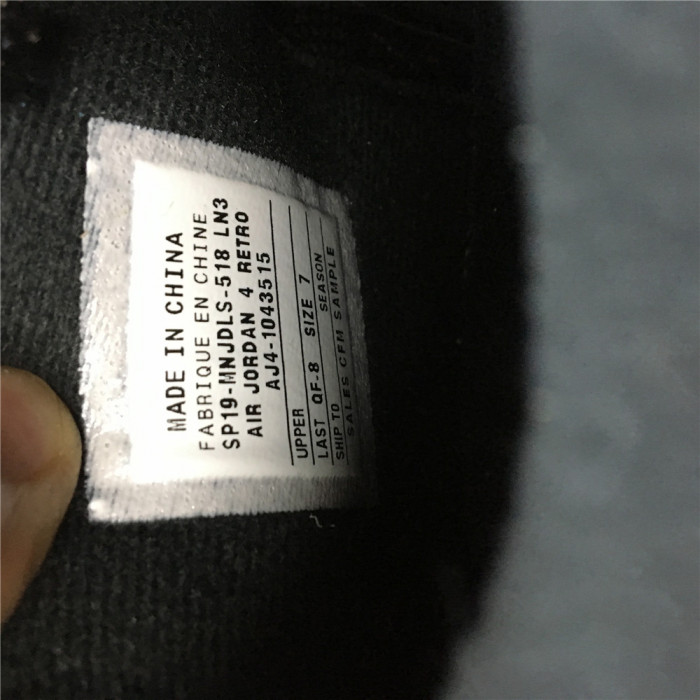 MADE IN CHINA
FABRIQUE EN CHINE
SP19-MNJDLS-518 LN3
AIR JORDAN 4 RETRO
AJ4-1043515
UPPER
LAST QF-8 SIZE 7
SHIP TO SEASON
SALES CFM SAMPLE